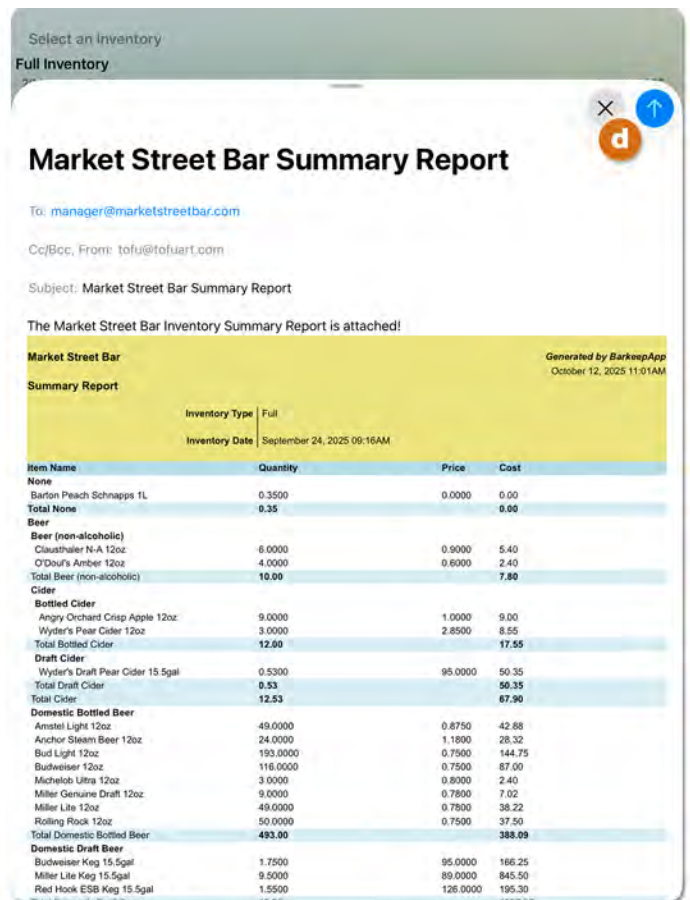 Select an Inventory
Full Inventory
d
Market Street Bar Summary Report
To: manager@marketstreetbar.com
Cc/Bcc, From: tofu@tofuart.com
Subject: Market Street Bar Summary Report
The Market Street Bar Inventory Summary Report is attached!
Market Street Bar Generated by BarkeepApp
October 12, 2025 11:01AM
Summary Report
Inventory Type Full
Inventory Date September 24, 2025 09:16AM
Item Name Quantity Price Cost
None
Barton Peach Schnapps 1L 0.3500 0.0000 0.00
Total None 0.35 0.00
Beer
Beer (non-alcoholic)
Clausthaler N-A 12oz 6.0000 0.9000 5.40
O'Doul's Amber 12oz 4.0000 0.6000 2.40
Total Beer (non-alcoholic) 10.00 7.80
Cider
Bottled Cider
Angry Orchard Crisp Apple 12oz 9.0000 1.0000 9.00
Wyder's Pear Cider 12oz 3.0000 2.8500 8.55
Total Bottled Cider 12.00 17.55
Draft Cider
Wyder's Draft Pear Cider 15.5gal 0.5300 95.0000 50.35
Total Draft Cider 0.53 50.35
Total Cider 12.53 67.90
Domestic Bottled Beer
Amstel Light 12oz 49.0000 0.8750 42.88
Anchor Steam Beer 12oz 24.0000 1.1800 28.32
Bud Light 12oz 193.0000 0.7500 144.75
Budweiser 12oz 116.0000 0.7500 87.00
Michelob Ultra 12oz 3.0000 0.8000 2.40
Miller Genuine Draft 12oz 9.0000 0.7800 7.02
Miller Lite 12oz 49.0000 0.7800 38.22
Rolling Rock 12oz 50.0000 0.7500 37.50
Total Domestic Bottled Beer 493.00 388.09
Domestic Draft Beer
Budweiser Keg 15.5gal 1.7500 95.0000 166.25
Miller Lite Keg 15.5gal 9.5000 89.0000 845.50
Red Hook ESB Keg 15.5gal 1.5500 126.0000 195.30